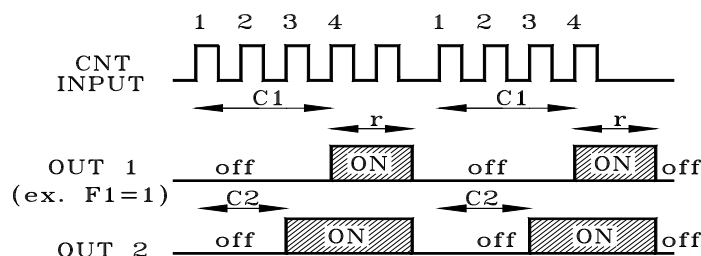 1 2 3 4 1 2 3 4
CNT
INPUT
C1 C1
r r
OUT 1 off ON off ON off
(ex. F1=1)
C2 C2
OUT 2 off ON off ON off